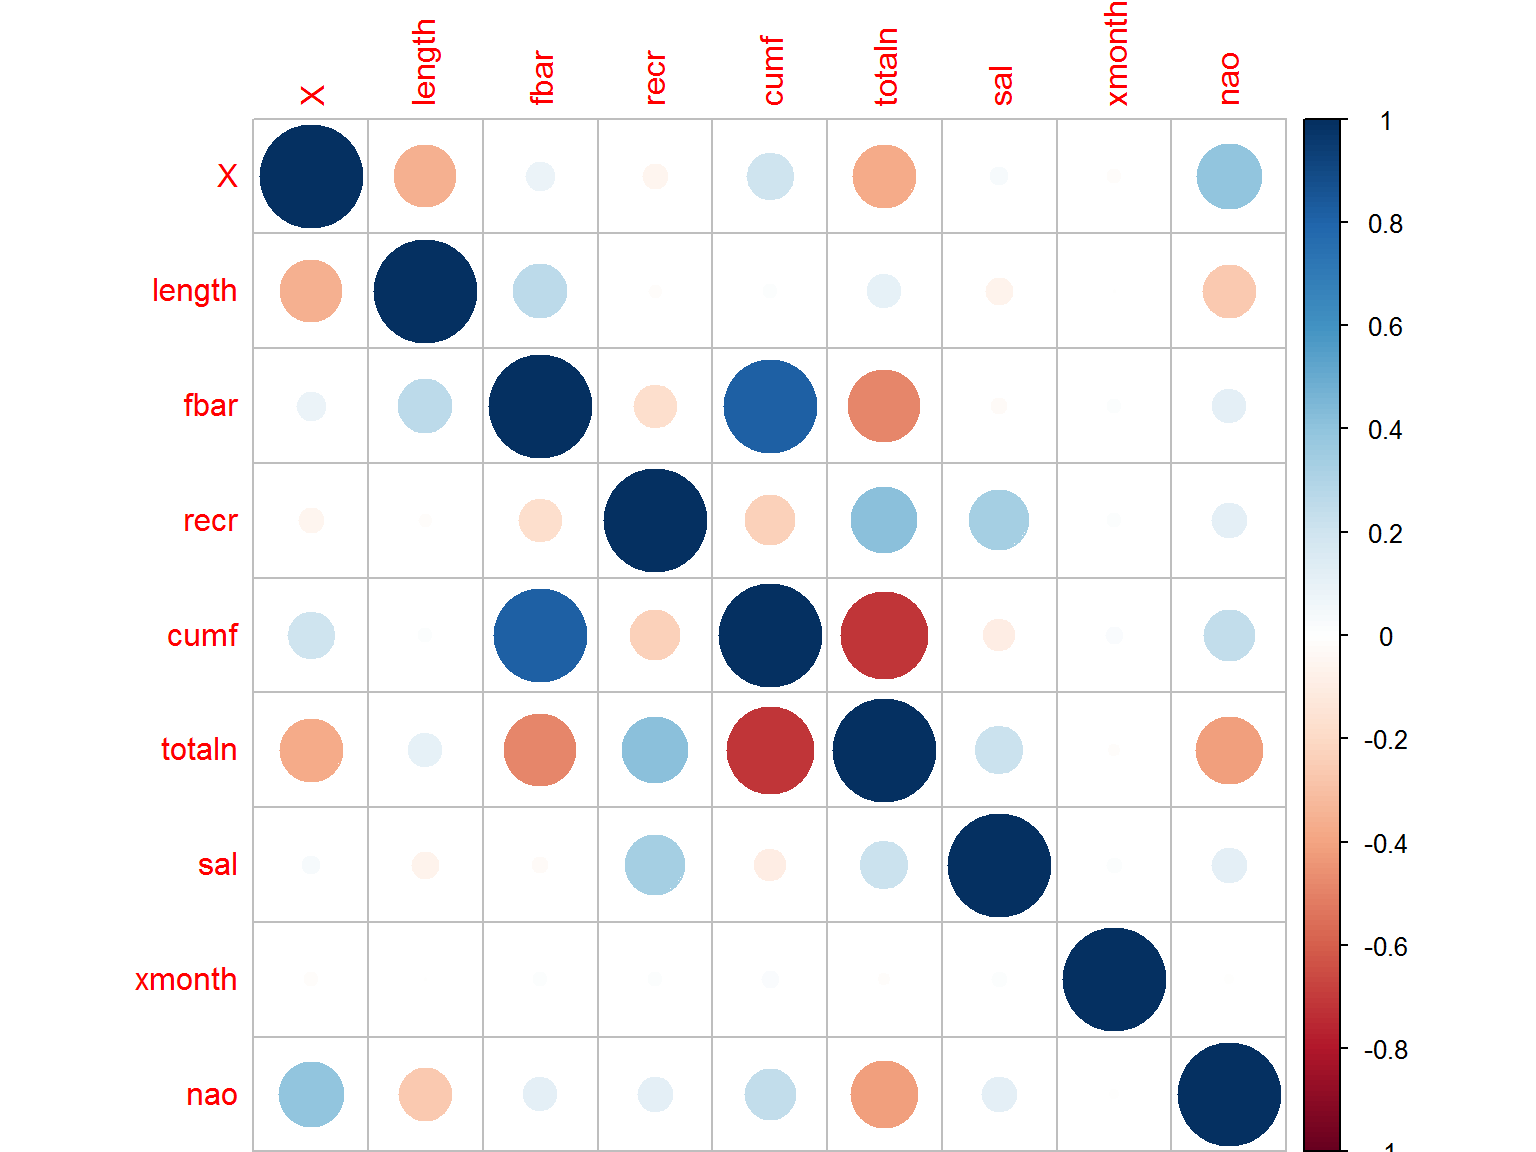 X
length
fbar
recr
cumf
totaln
sal
xmonth
nao
X
length
fbar
recr
cumf
totaln
sal
xmonth
nao
1
0.8
0.6
0.4
0.2
0
-0.2
-0.4
-0.6
-0.8
-1